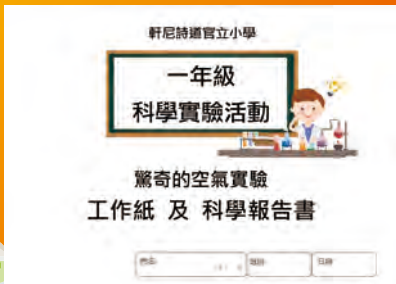 軒尼詩道官立小學
一年級
科學實驗活動
驚奇的空氣實驗
工作紙 及 科學報告書